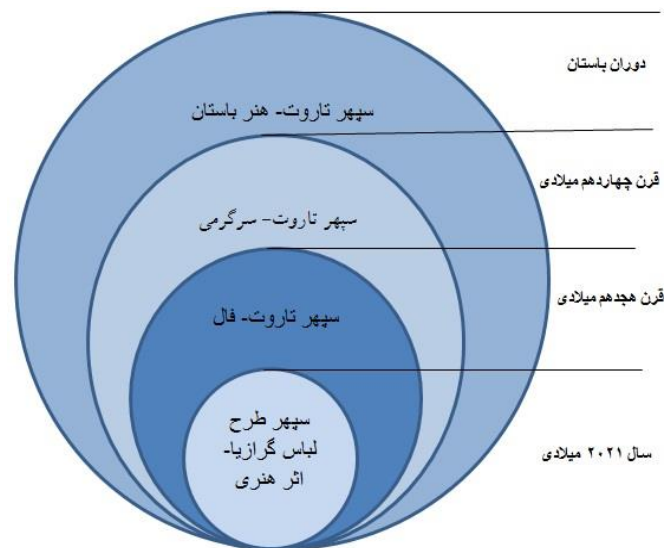 دوران باستان
سپهر تاروت- هنر باستان
قرن چهاردهم میلادی
سپهر تاروت- سرگرمی
قرن هجدهم میلادی
سپهر تاروت- فال
سپهر طرح
لباس گرازیا-
اثر هنری
سال ۲۰۲۱ میلادی